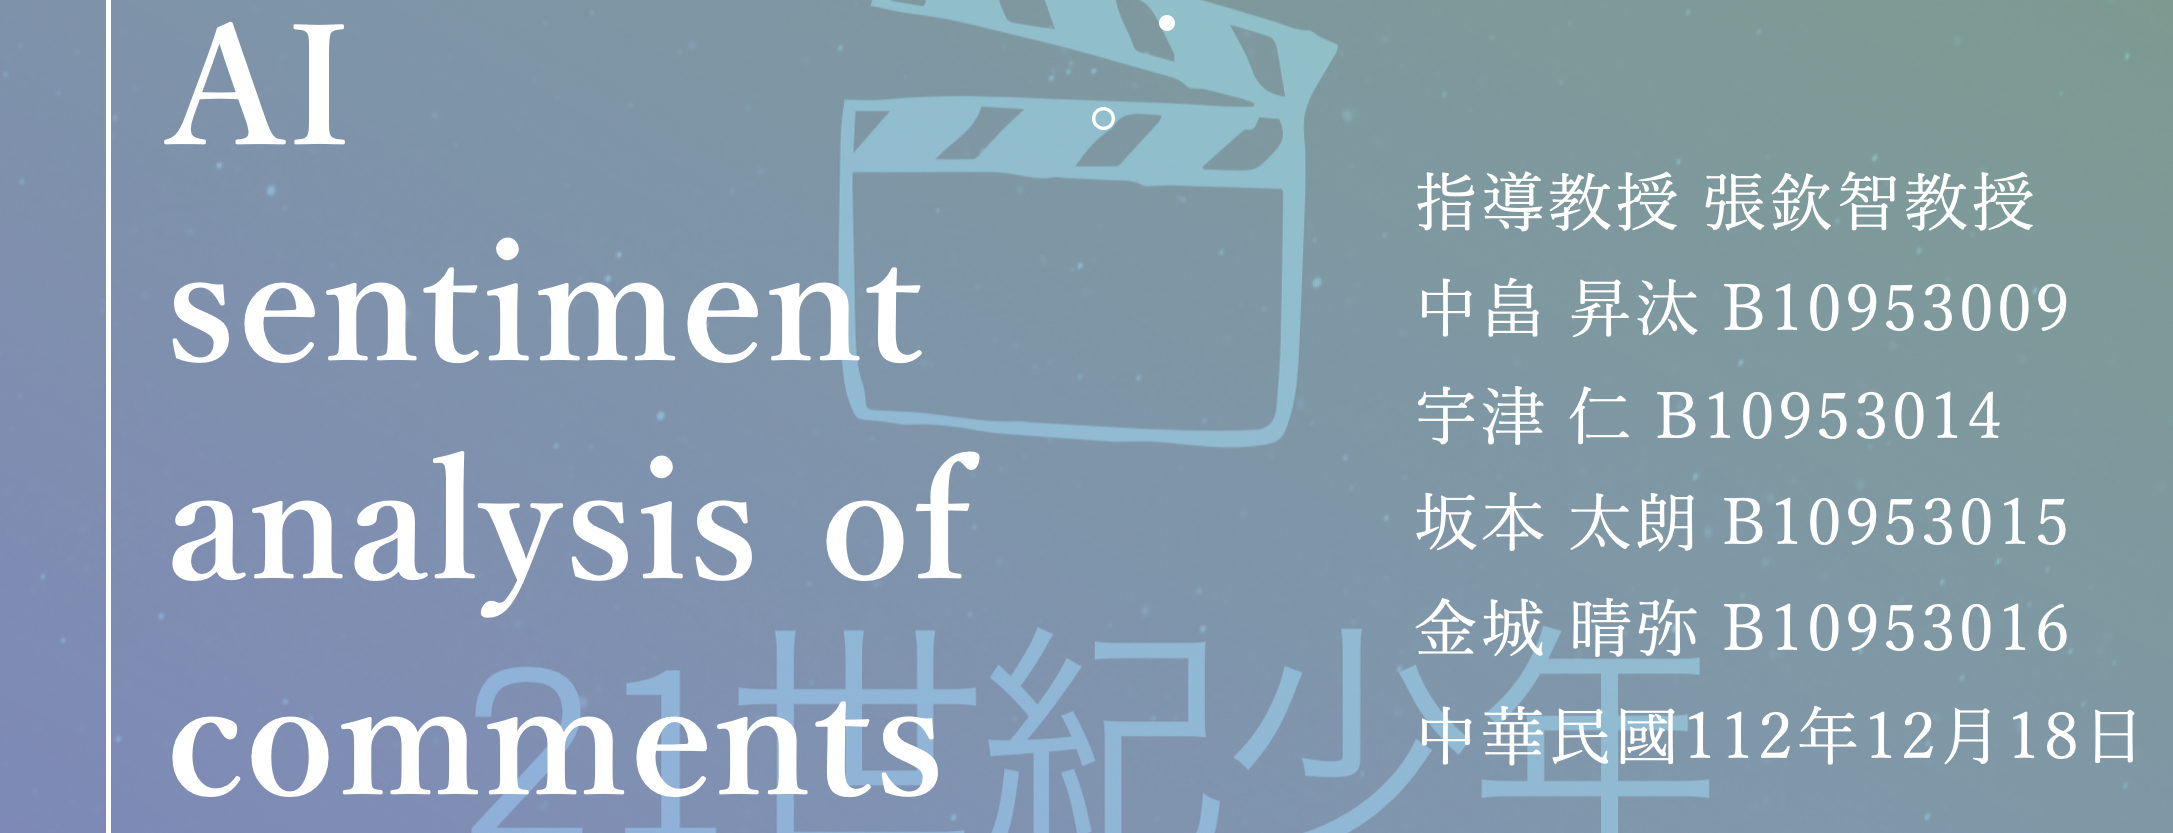 AI
sentiment
analysis of
comments
指導教授 張欽智教授
中畠 昇汰 B10953009
宇津 仁 B10953014
坂本 太朗 B10953015
金城 晴弥 B10953016
中華民國112年12月18日
21世紀少年